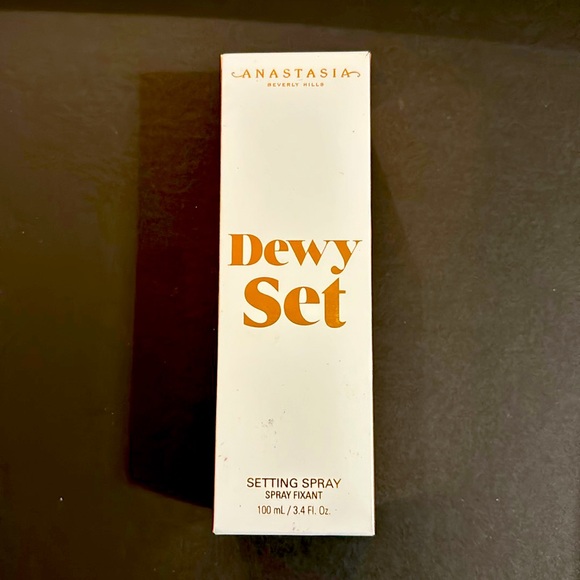 ANASTASIA
BEVERLY HILLS
Dewy
Set
SETTING SPRAY
SPRAY FIXANT
100 mL / 3.4 Fl. Oz.